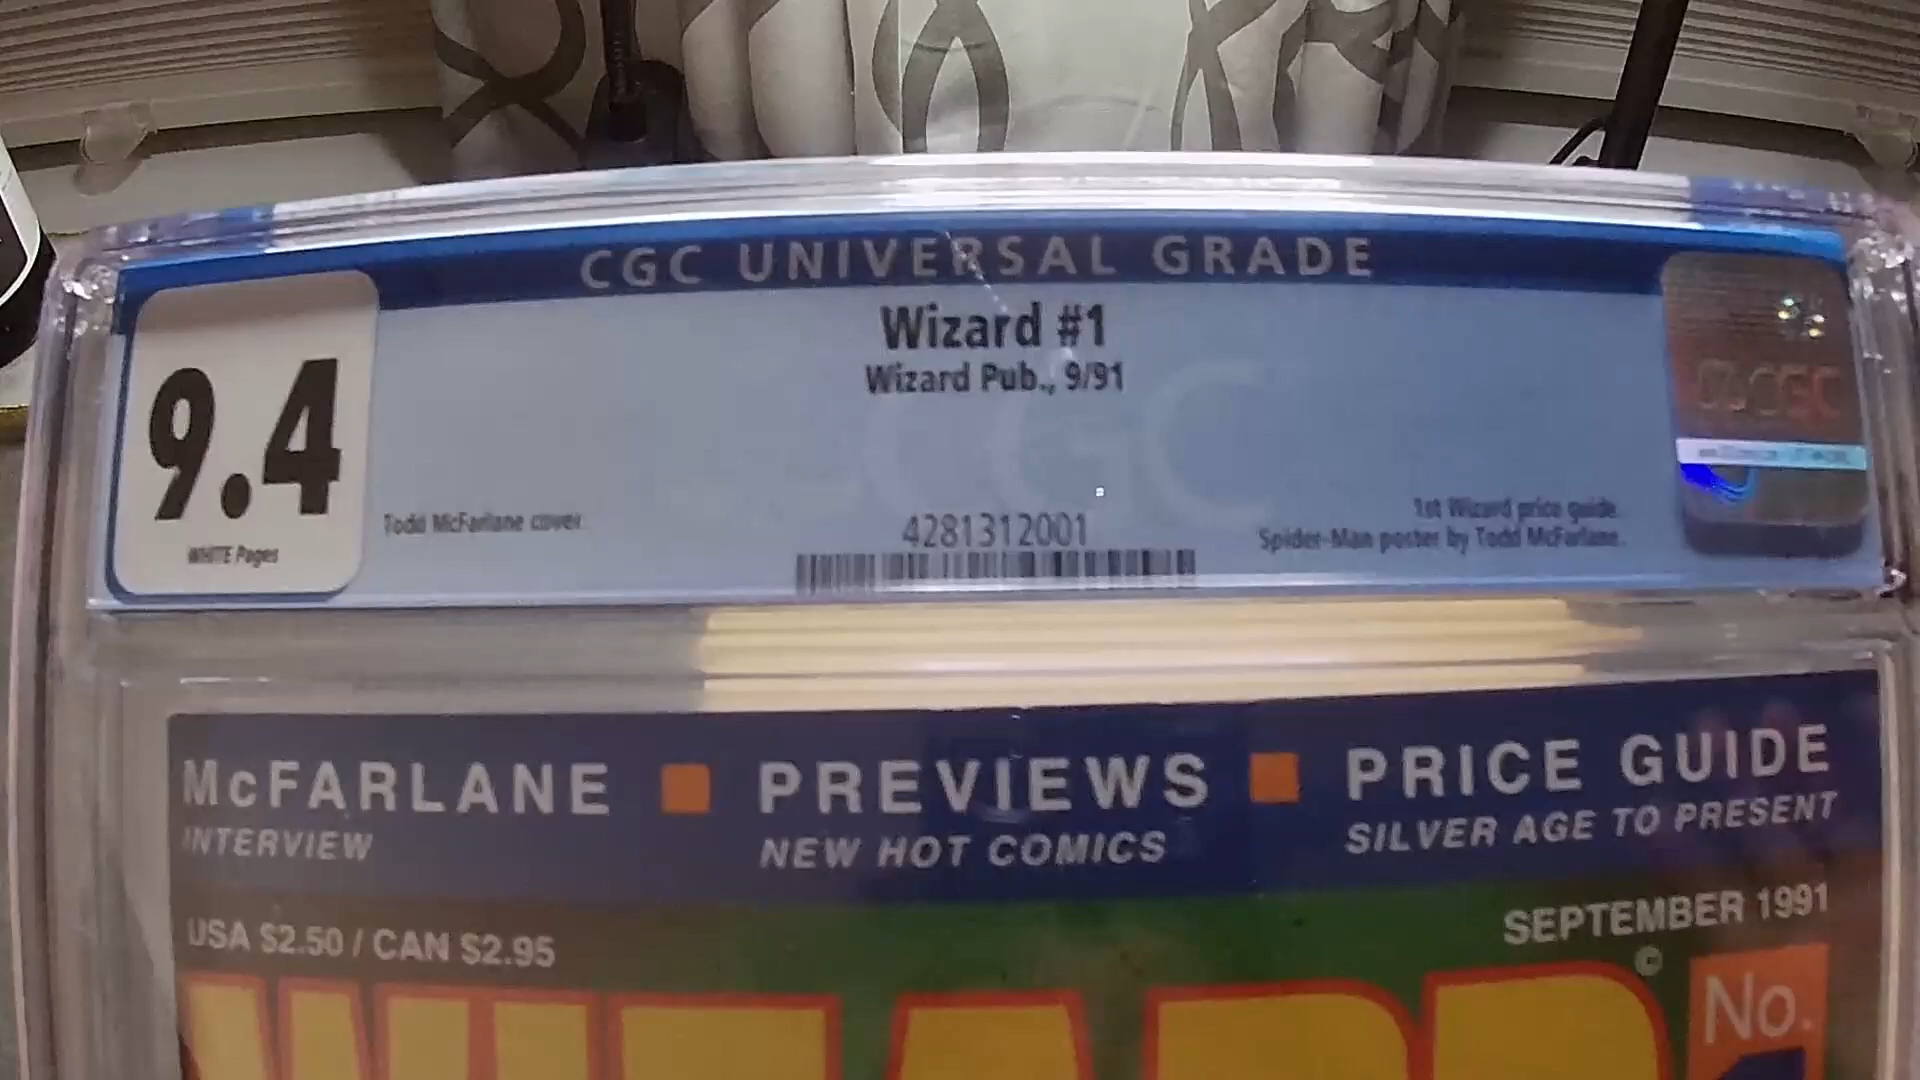 CGC UNIVERSAL GRADE
9.4
WHITE Pages
Wizard #1
Wizard Pub., 9/91
Todd McFarlane cover.
4281312001
1st Wizard price guide.
Spider-Man poster by Todd McFarlane.
CGC
McFARLANE ■ PREVIEWS ■ PRICE GUIDE
INTERVIEW NEW HOT COMICS SILVER AGE TO PRESENT
USA $2.50 / CAN $2.95
SEPTEMBER 1991
©
No.